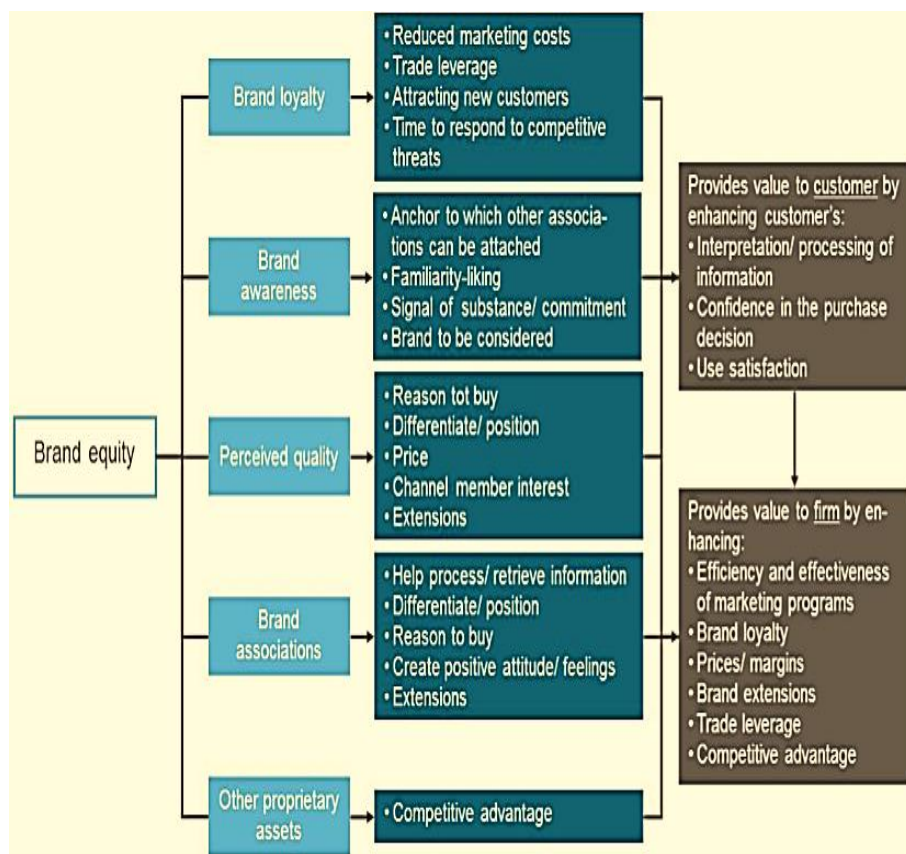 Brand equity
Brand loyalty
• Reduced marketing costs
• Trade leverage
• Attracting new customers
• Time to respond to competitive
threats
Brand
awareness
• Anchor to which other associa-
tions can be attached
• Familiarity-liking
• Signal of substance/ commitment
• Brand to be considered
Perceived quality
• Reason tot buy
• Differentiate/ position
• Price
• Channel member interest
• Extensions
Brand
associations
• Help process/ retrieve information
• Differentiate/ position
• Reason to buy
• Create positive attitude/ feelings
• Extensions
Other proprietary
assets
• Competitive advantage
Provides value to customer by
enhancing customer's:
• Interpretation/ processing of
information
• Confidence in the purchase
decision
• Use satisfaction
Provides value to firm by en-
hancing:
• Efficiency and effectiveness
of marketing programs
• Brand loyalty
• Prices/ margins
• Brand extensions
• Trade leverage
• Competitive advantage